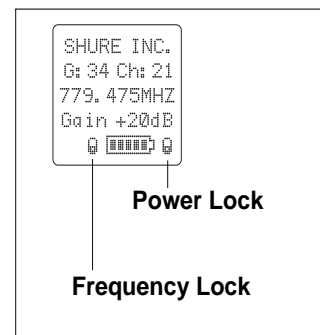 SHURE INC.
G: 34 Ch: 21
779.475MHZ
Gain +20dB
Power Lock
Frequency Lock